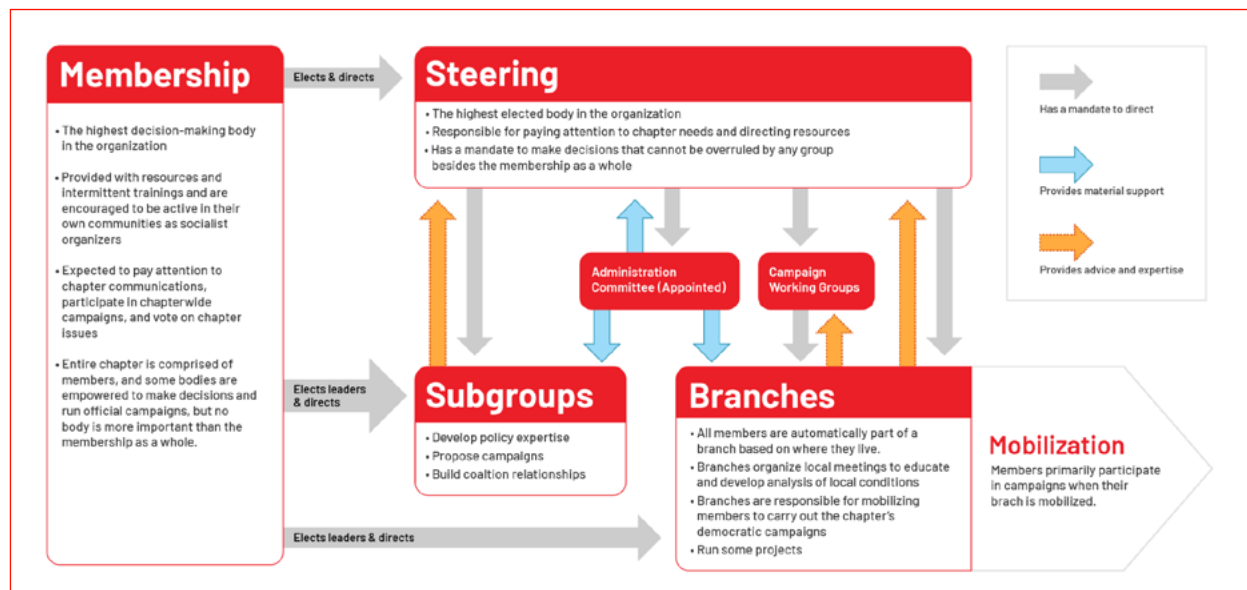 Membership
• The highest decision-making body
in the organization
• Provided with resources and
intermittent trainings and are
encouraged to be active in their
own communities as socialist
organizers
• Expected to pay attention to
chapter communications,
participate in chapterwide
campaigns, and vote on chapter
issues
• Entire chapter is comprised of
members, and some bodies are
empowered to make decisions and
run official campaigns, but no
body is more important than the
membership as a whole.
Elects & directs
Steering
• The highest elected body in the organization
• Responsible for paying attention to chapter needs and directing resources
• Has a mandate to make decisions that cannot be overruled by any group
besides the membership as a whole
Has a mandate to direct
Provides material support
Provides advice and expertise
Administration
Committee (Appointed)
Campaign
Working Groups
Elects leaders
& directs
Subgroups
• Develop policy expertise
• Propose campaigns
• Build coaltion relationships
Elects leaders & directs
Branches
• All members are automatically part of a
branch based on where they live.
• Branches organize local meetings to educate
and develop analysis of local conditions
• Branches are responsible for mobilizing
members to carry out the chapter's
democratic campaigns
• Run some projects
Mobilization
Members primarily participate
in campaigns when their
brach is mobilized.